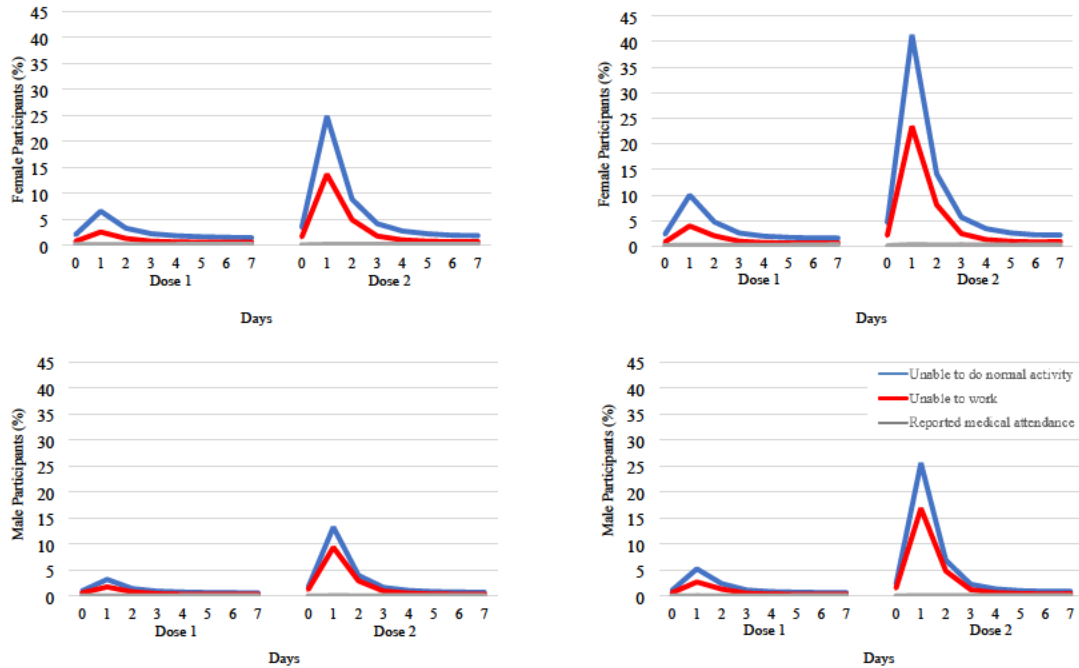 45
40
35
30
25
20
15
10
5
0
Female Participants (%)
0 1 2 3 4 5 6 7 0 1 2 3 4 5 6 7
Dose 1 Dose 2
Days
45
40
35
30
25
20
15
10
5
0
Female Participants (%)
0 1 2 3 4 5 6 7 0 1 2 3 4 5 6 7
Dose 1 Dose 2
Days
45
40
35
30
25
20
15
10
5
0
Male Participants (%)
0 1 2 3 4 5 6 7 0 1 2 3 4 5 6 7
Dose 1 Dose 2
Days
45
40
35
30
25
20
15
10
5
0
Male Participants (%)
Unable to do normal activity
Unable to work
Reported medical attendance
0 1 2 3 4 5 6 7 0 1 2 3 4 5 6 7
Dose 1 Dose 2
Days